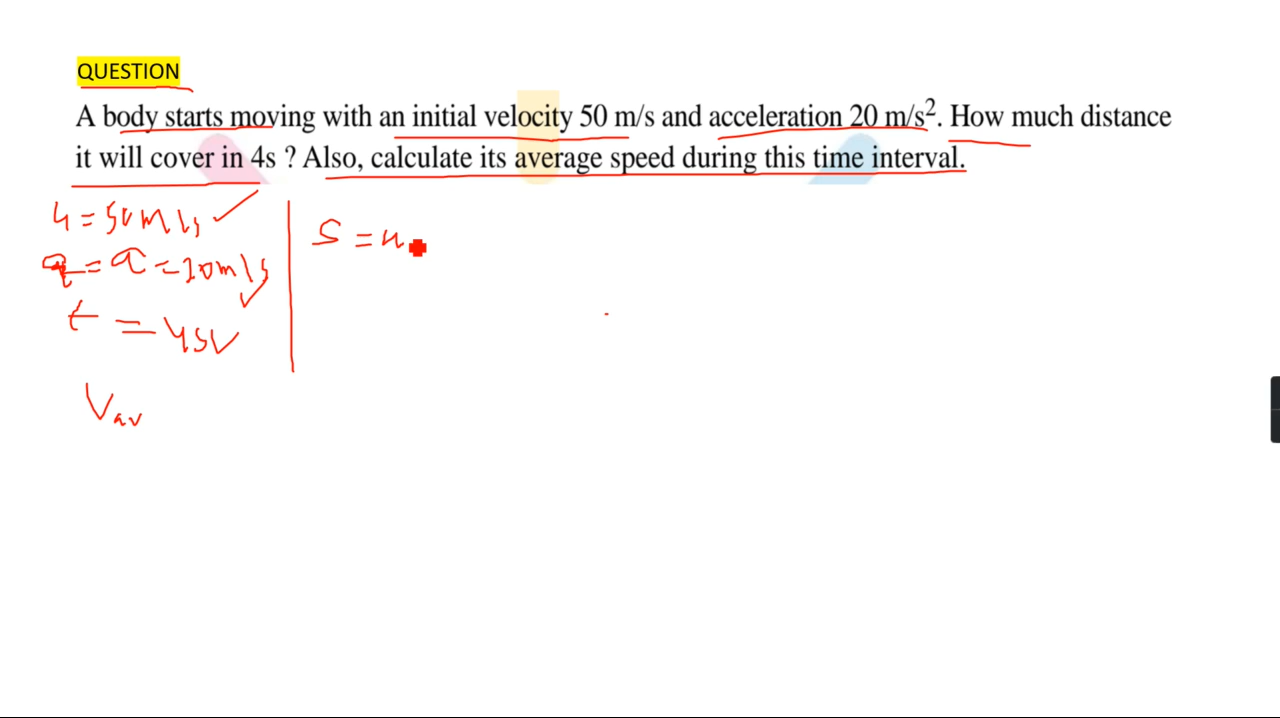 QUESTION
A body starts moving with an initial velocity 50 m/s and acceleration 20 m/s². How much distance
it will cover in 4s ? Also, calculate its average speed during this time interval.
u = 50 m/s ✓
a = 20 m/s
t = 4s ✓
V av
S = u